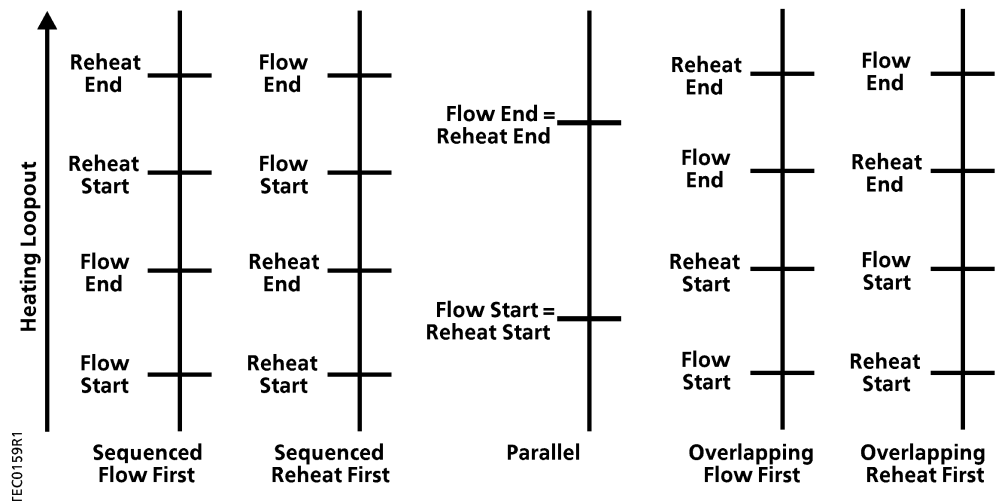 Heating Loopout
Reheat
End
Reheat
Start
Flow
End
Flow
Start
Sequenced
Flow First
Flow
End
Flow
Start
Reheat
End
Reheat
Start
Sequenced
Reheat First
Flow End =
Reheat End
Flow Start =
Reheat Start
Parallel
Reheat
End
Flow
End
Reheat
Start
Flow
Start
Overlapping
Flow First
Flow
End
Reheat
End
Flow
Start
Reheat
Start
Overlapping
Reheat First
TEC0159R1